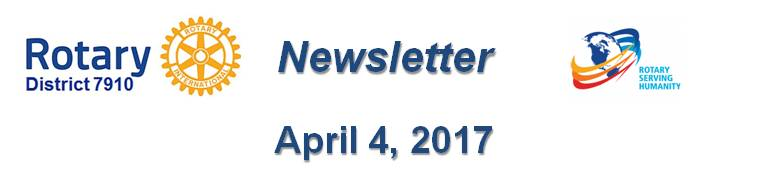 Rotary
District 7910
ROTARY
INTERNATIONAL
Newsletter
April 4, 2017
ROTARY
SERVING
HUMANITY